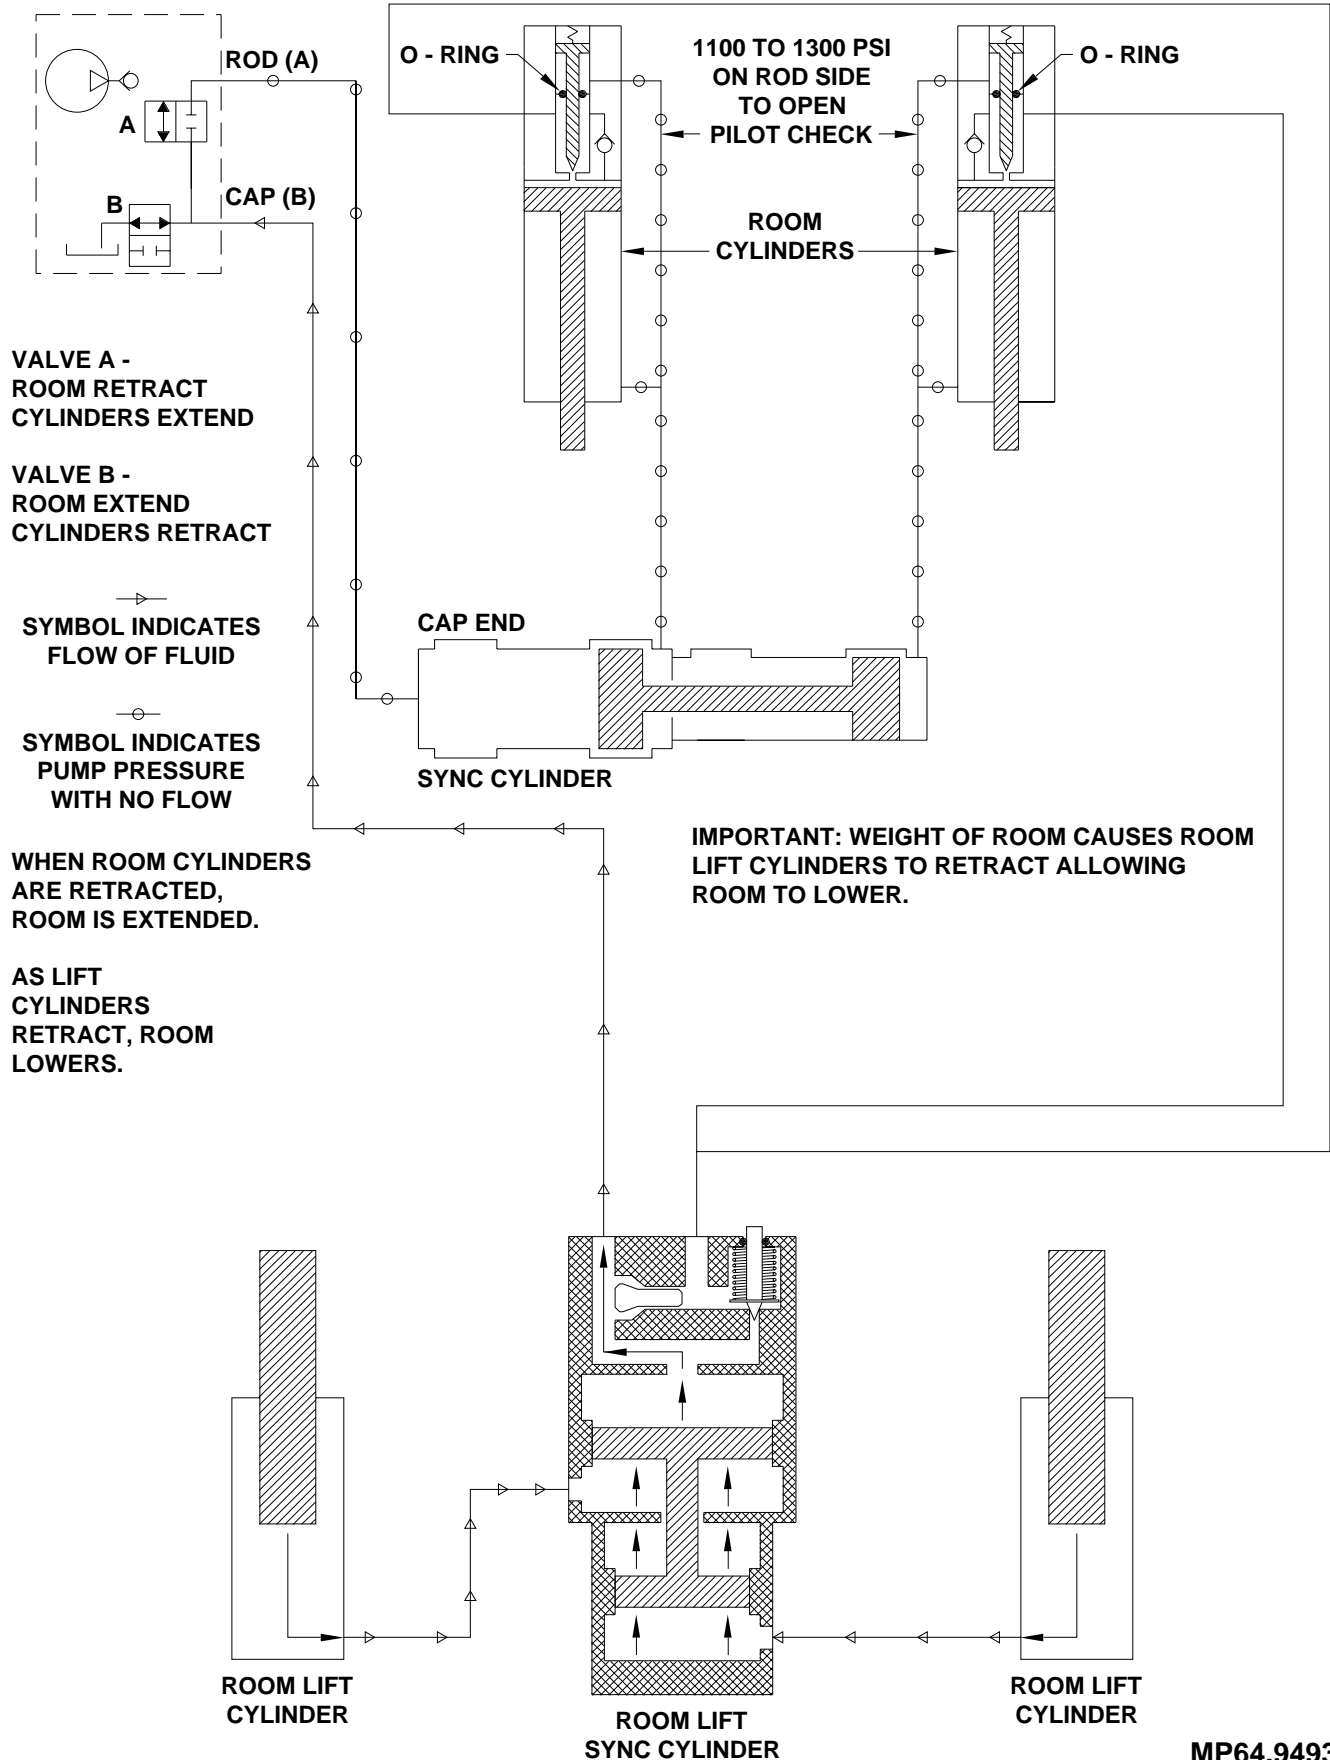 ROD (A)
A
B
CAP (B)
O - RING
1100 TO 1300 PSI
ON ROD SIDE
TO OPEN
PILOT CHECK
O - RING
ROOM
CYLINDERS
VALVE A -
ROOM RETRACT
CYLINDERS EXTEND
VALVE B -
ROOM EXTEND
CYLINDERS RETRACT
SYMBOL INDICATES
FLOW OF FLUID
SYMBOL INDICATES
PUMP PRESSURE
WITH NO FLOW
CAP END
SYNC CYLINDER
WHEN ROOM CYLINDERS
ARE RETRACTED,
ROOM IS EXTENDED.
AS LIFT
CYLINDERS
RETRACT, ROOM
LOWERS.
IMPORTANT: WEIGHT OF ROOM CAUSES ROOM
LIFT CYLINDERS TO RETRACT ALLOWING
ROOM TO LOWER.
ROOM LIFT
CYLINDER
ROOM LIFT
SYNC CYLINDER
ROOM LIFT
CYLINDER